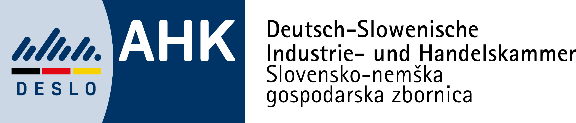 DESLO
AHK
Deutsch-Slowenische
Industrie- und Handelskammer
Slovensko-nemška
gospodarska zbornica